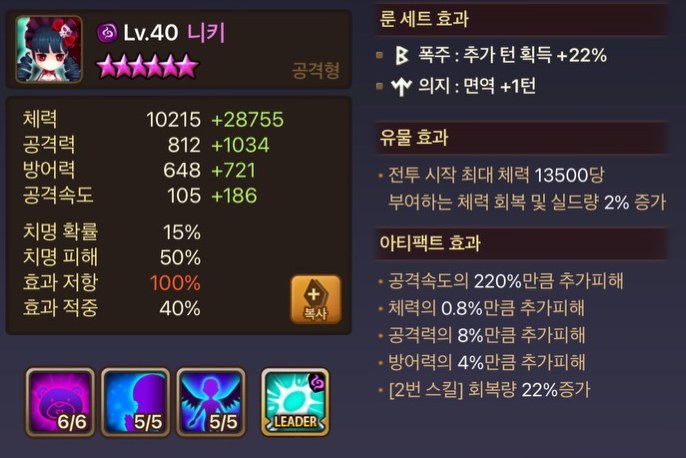 Lv.40 니키
공격형
체력 10215 +28755
공격력 812 +1034
방어력 648 +721
공격속도 105 +186
치명 확률 15%
치명 피해 50%
효과 저항 100%
효과 적중 40%
복사
6/6 5/5 5/5 LEADER
룬 세트 효과
폭주 : 추가 턴 획득 +22%
의지 : 면역 +1턴
유물 효과
• 전투 시작 최대 체력 13500당
부여하는 체력 회복 및 실드량 2% 증가
아티팩트 효과
• 공격속도의 220%만큼 추가피해
• 체력의 0.8%만큼 추가피해
• 공격력의 8%만큼 추가피해
• 방어력의 4%만큼 추가피해
• [2번 스킬] 회복량 22%증가